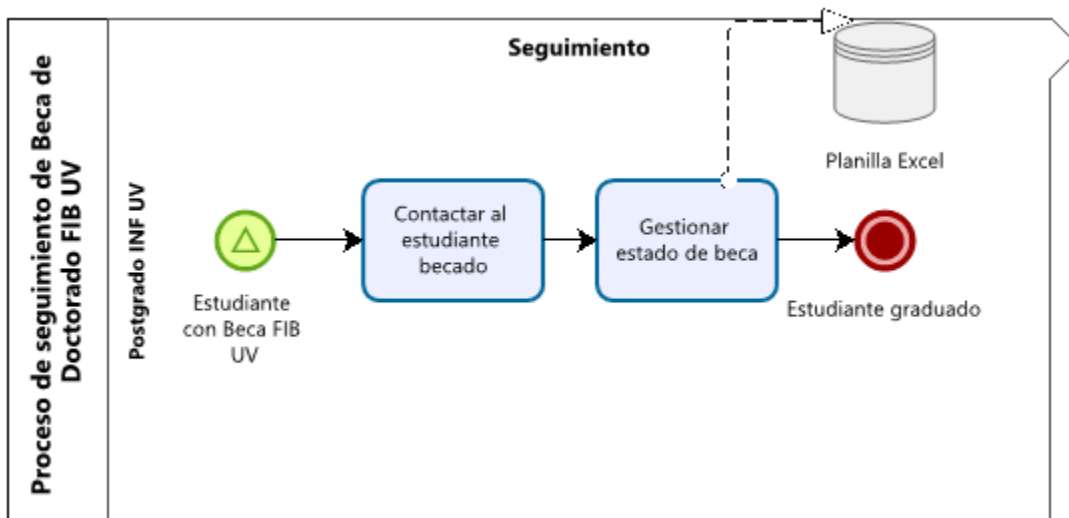 Proceso de seguimiento de Beca de
Doctorado FIB UV
Postgrado INF UV
Seguimiento
Estudiante
con Beca FIB
UV
Contactar al
estudiante
becado
Gestionar
estado de beca
Planilla Excel
Estudiante graduado